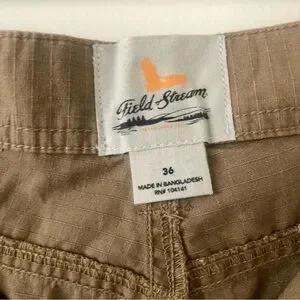 Field & Stream
36
MADE IN BANGLADESH
RN# 104141